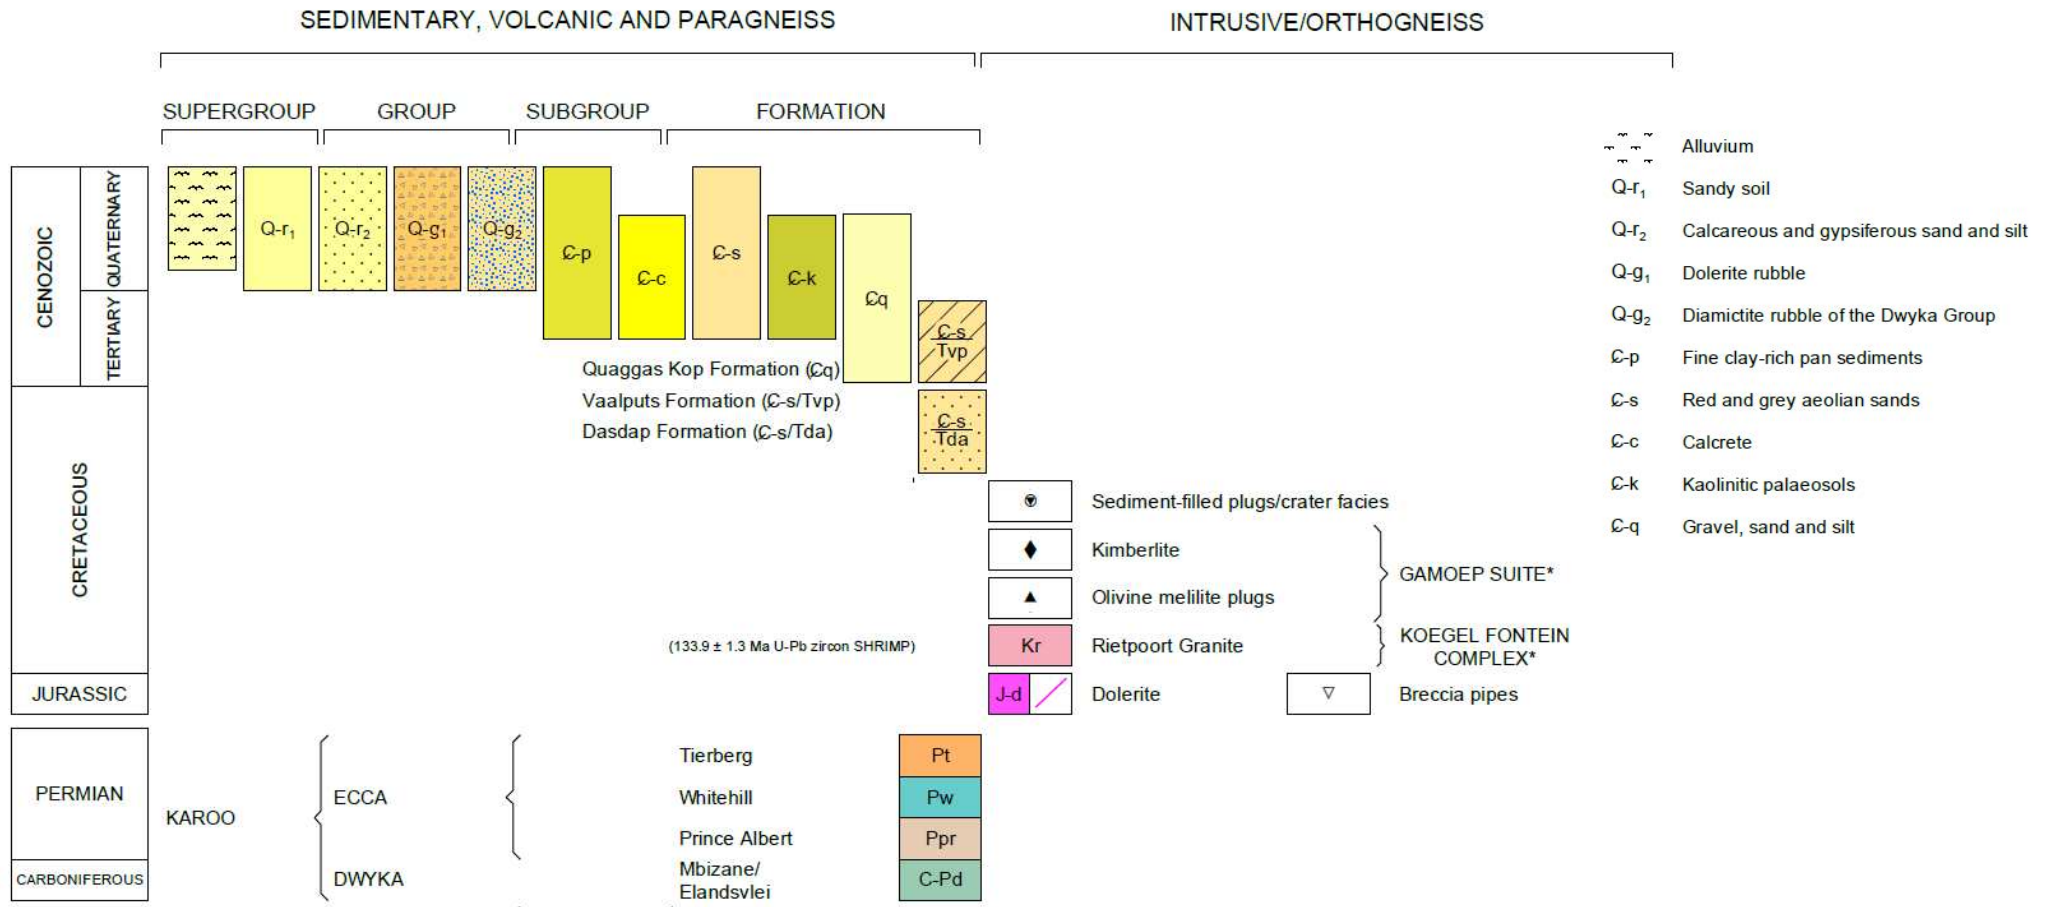 SEDIMENTARY, VOLCANIC AND PARAGNEISS
INTRUSIVE/ORTHOGNEISS
SUPERGROUP
GROUP
SUBGROUP
FORMATION
CENOZOIC
QUATERNARY
TERTIARY
CRETACEOUS
JURASSIC
PERMIAN
CARBONIFEROUS
Q-r₁
Q-r₂
Q-g₁
Q-g₂
₵-p
₵-c
₵-s
₵-k
₵q
₵-s
Tvp
₵-s
Tda
Quaggas Kop Formation (₵q)
Vaalputs Formation (₵-s/Tvp)
Dasdap Formation (₵-s/Tda)
Sediment-filled plugs/crater facies
Kimberlite
Olivine melilite plugs
GAMOEP SUITE*
(133.9 ± 1.3 Ma U-Pb zircon SHRIMP)
Kr
Rietpoort Granite
KOEGEL FONTEIN
COMPLEX*
J-d
Dolerite
Breccia pipes
KAROO
ECCA
DWYKA
Tierberg
Pt
Whitehill
Pw
Prince Albert
Ppr
Mbizane/
Elandsvlei
C-Pd
Alluvium
Q-r₁ Sandy soil
Q-r₂ Calcareous and gypsiferous sand and silt
Q-g₁ Dolerite rubble
Q-g₂ Diamictite rubble of the Dwyka Group
₵-p Fine clay-rich pan sediments
₵-s Red and grey aeolian sands
₵-c Calcrete
₵-k Kaolinitic palaeosols
₵-q Gravel, sand and silt